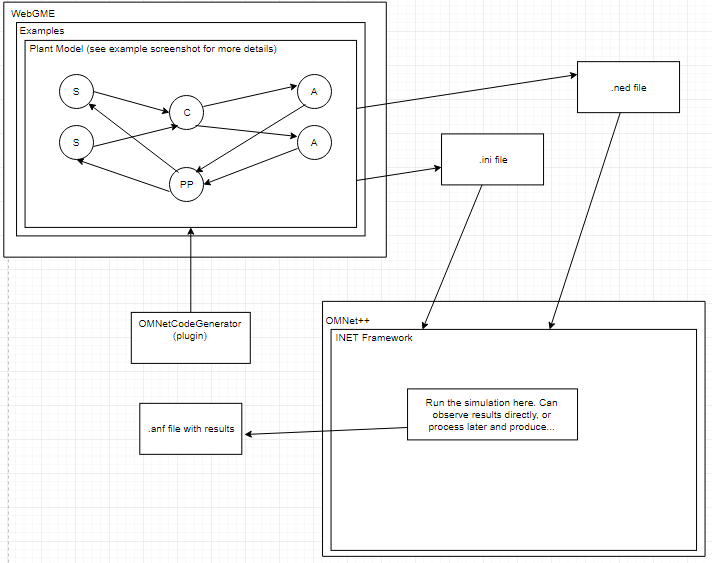 WebGME
Examples
Plant Model (see example screenshot for more details)
S
C
A
S
A
PP
.ned file
.ini file
OMNetCodeGenerator
(plugin)
OMNet++
INET Framework
Run the simulation here. Can
observe results directly, or
process later and produce...
.anf file with results